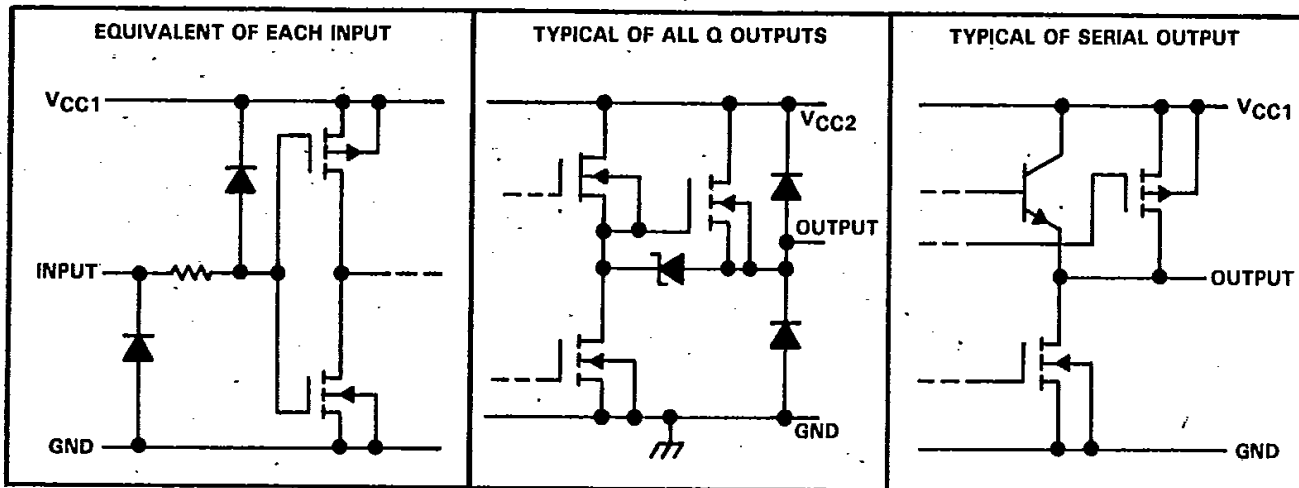 EQUIVALENT OF EACH INPUT
VCC1
INPUT
GND
TYPICAL OF ALL Q OUTPUTS
VCC2
OUTPUT
GND
TYPICAL OF SERIAL OUTPUT
VCC1
OUTPUT
GND